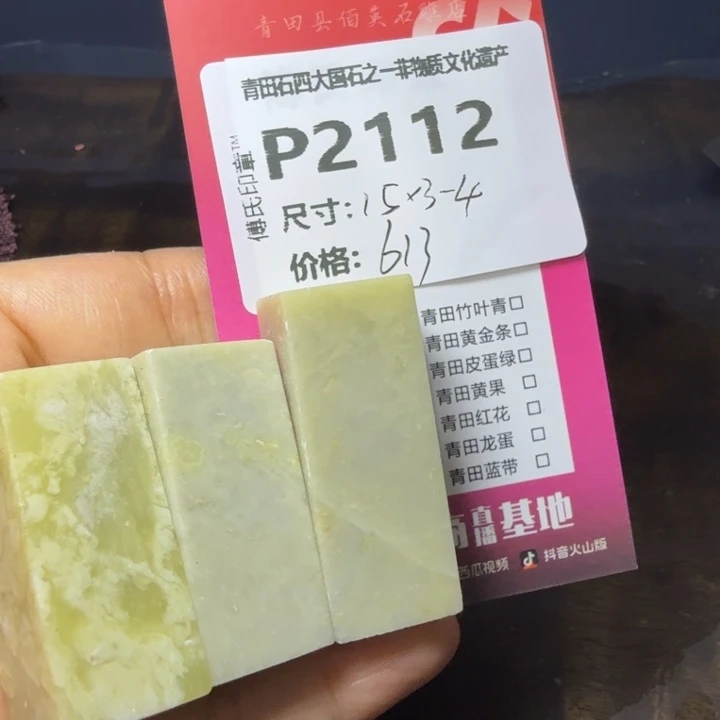 青田县佰英石雕店
青田石四大国石之一非物质文化遗产
傅氏印章™
P2112
尺寸：15×3-4
价格：613
青田竹叶青□
青田黄金条□
青田皮蛋绿□
青田黄果 □
青田红花 □
青田龙蛋 □
青田蓝带 □
直播基地
西瓜视频 抖音火山版